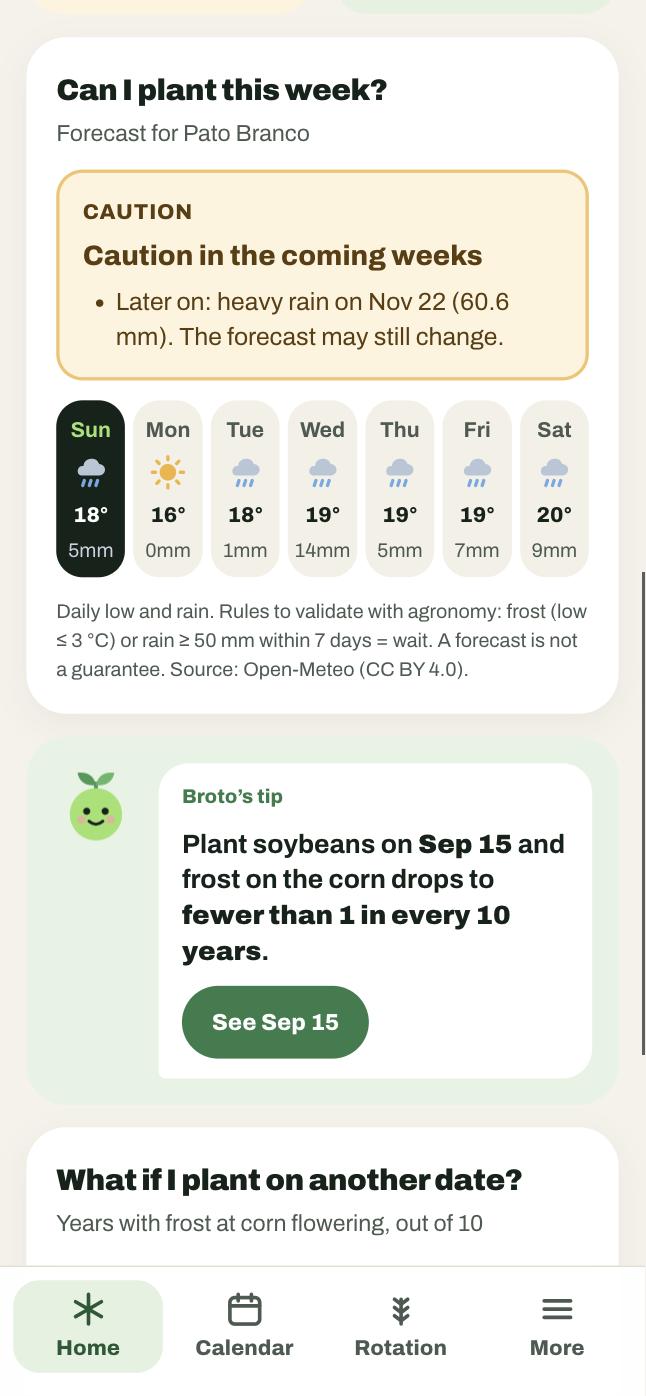 Can I plant this week?
Forecast for Pato Branco
CAUTION
Caution in the coming weeks
• Later on: heavy rain on Nov 22 (60.6
mm). The forecast may still change.
Sun Mon Tue Wed Thu Fri Sat
18° 16° 18° 19° 19° 19° 20°
5mm 0mm 1mm 14mm 5mm 7mm 9mm
Daily low and rain. Rules to validate with agronomy: frost (low
≤ 3 °C) or rain ≥ 50 mm within 7 days = wait. A forecast is not
a guarantee. Source: Open-Meteo (CC BY 4.0).
Broto’s tip
Plant soybeans on Sep 15 and
frost on the corn drops to
fewer than 1 in every 10
years.
See Sep 15
What if I plant on another date?
Years with frost at corn flowering, out of 10
Home Calendar Rotation More